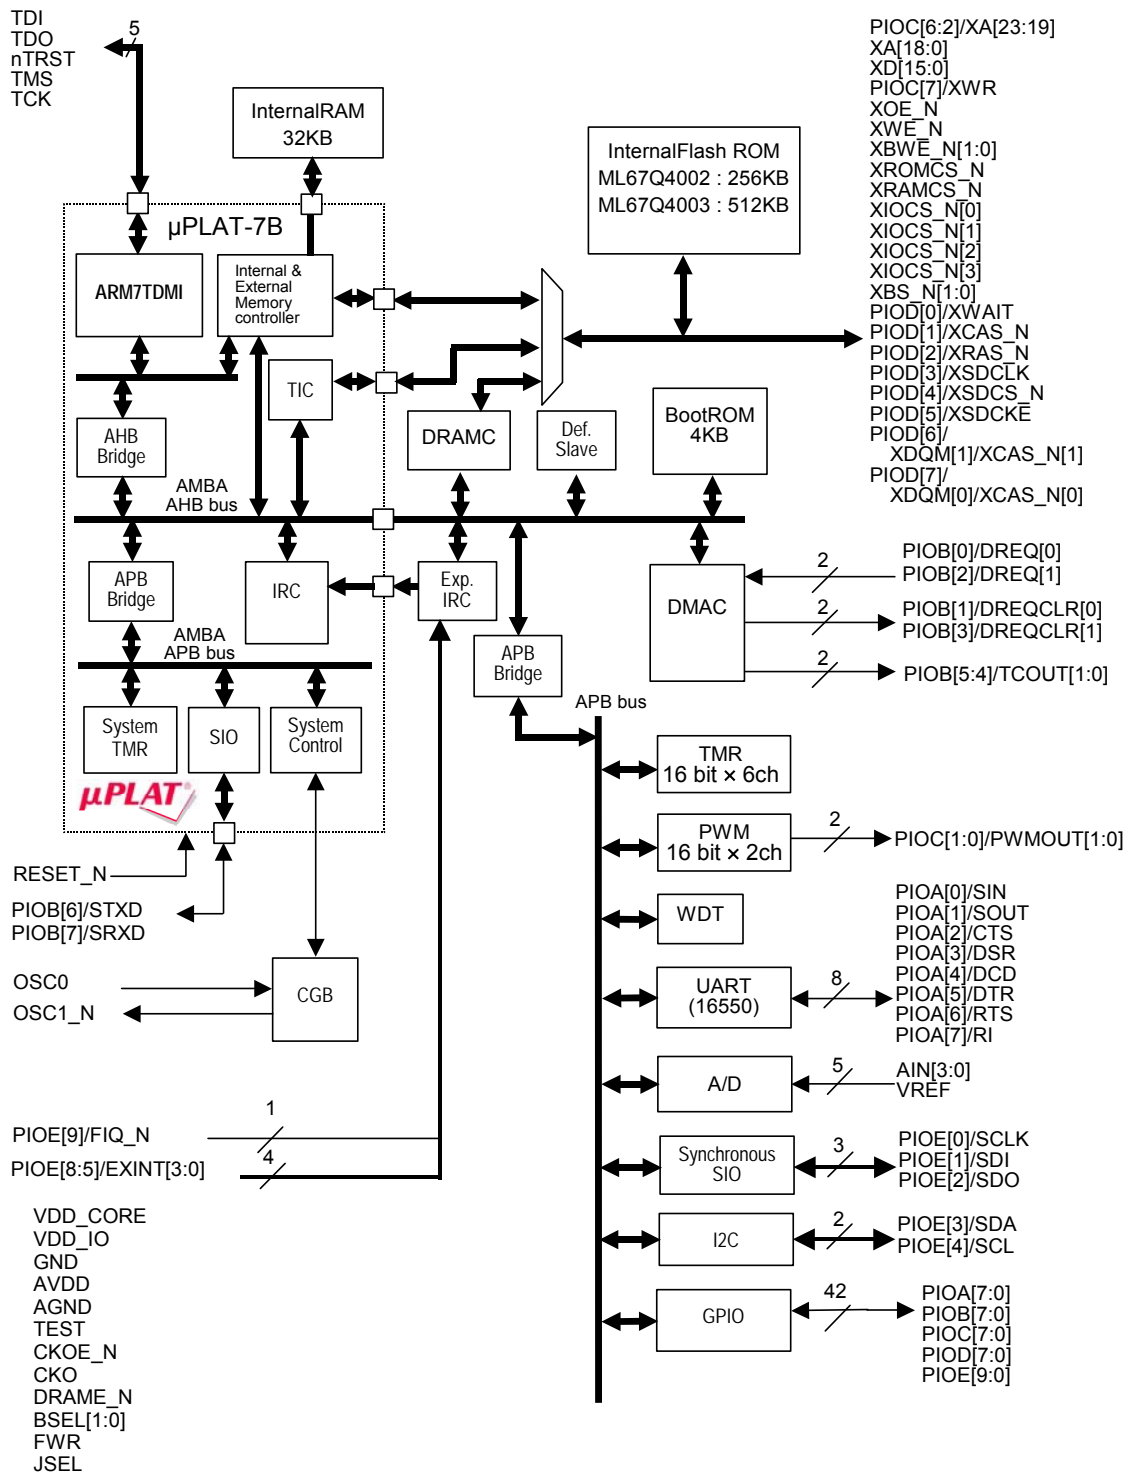 TDI
TDO
nTRST
TMS
TCK
5
InternalRAM
32KB
InternalFlash ROM
ML67Q4002 : 256KB
ML67Q4003 : 512KB
PIOC[6:2]/XA[23:19]
XA[18:0]
XD[15:0]
PIOC[7]/XWR
XOE_N
XWE_N
XBWE_N[1:0]
XROMCS_N
XRAMCS_N
XIOCS_N[0]
XIOCS_N[1]
XIOCS_N[2]
XIOCS_N[3]
XBS_N[1:0]
PIOD[0]/XWAIT
PIOD[1]/XCAS_N
PIOD[2]/XRAS_N
PIOD[3]/XSDCLK
PIOD[4]/XSDCS_N
PIOD[5]/XSDCKE
PIOD[6]/
XDQM[1]/XCAS_N[1]
PIOD[7]/
XDQM[0]/XCAS_N[0]
µPLAT-7B
ARM7TDMI
Internal &
External
Memory
controller
TIC
AHB
Bridge
DRAMC
Def.
Slave
BootROM
4KB
AMBA
AHB bus
APB
Bridge
IRC
Exp.
IRC
APB
Bridge
DMAC
2
PIOB[0]/DREQ[0]
PIOB[2]/DREQ[1]
2
PIOB[1]/DREQCLR[0]
PIOB[3]/DREQCLR[1]
2
PIOB[5:4]/TCOUT[1:0]
AMBA
APB bus
System
TMR
SIO
System
Control
µPLAT
APB bus
TMR
16 bit × 6ch
PWM
16 bit × 2ch
2
PIOC[1:0]/PWMOUT[1:0]
WDT
UART
(16550)
8
PIOA[0]/SIN
PIOA[1]/SOUT
PIOA[2]/CTS
PIOA[3]/DSR
PIOA[4]/DCD
PIOA[5]/DTR
PIOA[6]/RTS
PIOA[7]/RI
A/D
5
AIN[3:0]
VREF
Synchronous
SIO
3
PIOE[0]/SCLK
PIOE[1]/SDI
PIOE[2]/SDO
I2C
2
PIOE[3]/SDA
PIOE[4]/SCL
GPIO
42
PIOA[7:0]
PIOB[7:0]
PIOC[7:0]
PIOD[7:0]
PIOE[9:0]
RESET_N
PIOB[6]/STXD
PIOB[7]/SRXD
OSC0
OSC1_N
CGB
PIOE[9]/FIQ_N
1
PIOE[8:5]/EXINT[3:0]
4
VDD_CORE
VDD_IO
GND
AVDD
AGND
TEST
CKOE_N
CKO
DRAME_N
BSEL[1:0]
FWR
JSEL